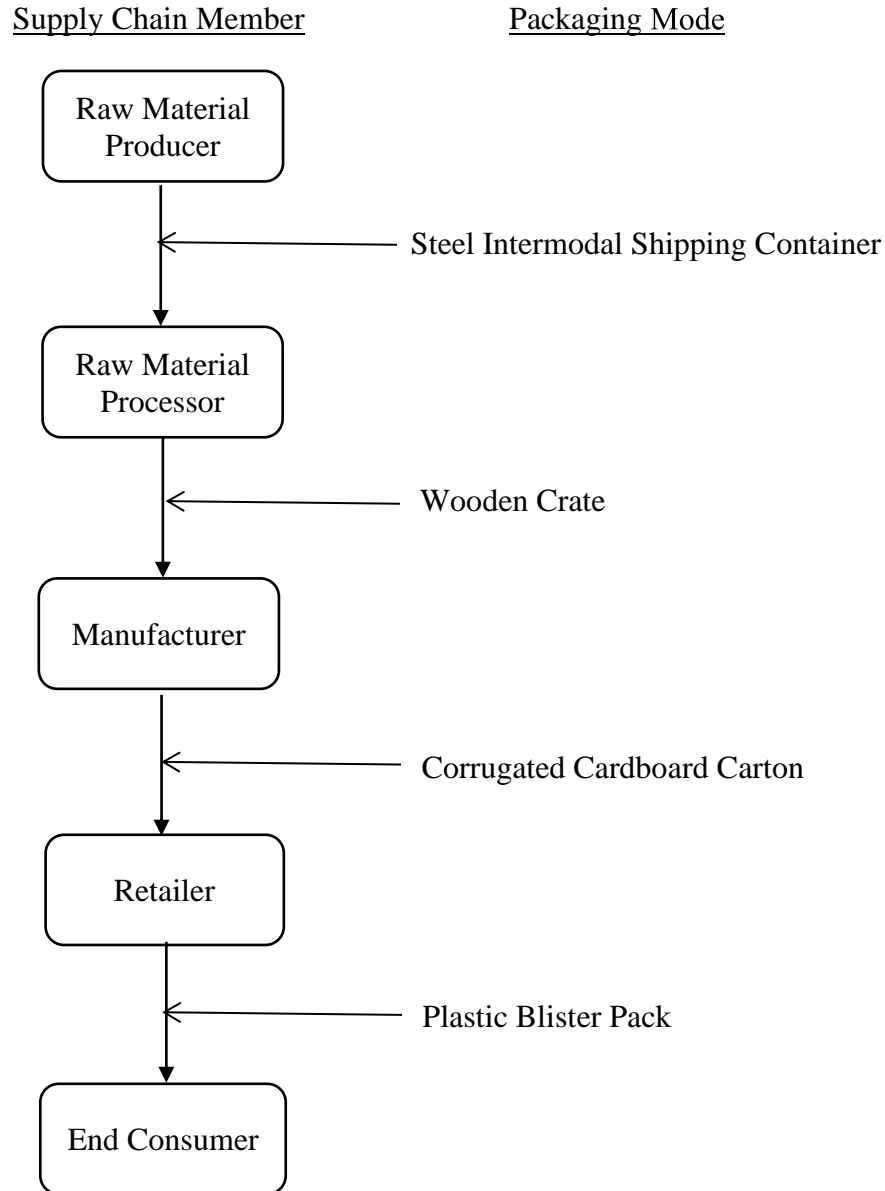 Supply Chain Member
Packaging Mode
Raw Material
Producer
Steel Intermodal Shipping Container
Raw Material
Processor
Wooden Crate
Manufacturer
Corrugated Cardboard Carton
Retailer
Plastic Blister Pack
End Consumer